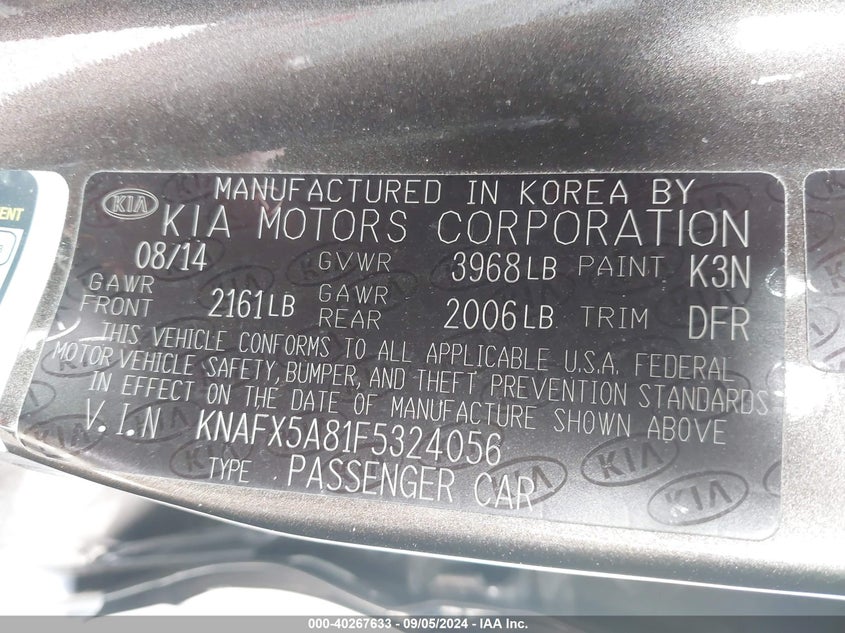 MANUFACTURED IN KOREA BY
KIA KIA MOTORS CORPORATION
08/14 GVWR 3968LB PAINT K3N
GAWR FRONT 2161LB GAWR REAR 2006LB TRIM DFR
THIS VEHICLE CONFORMS TO ALL APPLICABLE U.S.A. FEDERAL
MOTOR VEHICLE SAFETY, BUMPER, AND THEFT PREVENTION STANDARDS
IN EFFECT ON THE DATE OF MANUFACTURE SHOWN ABOVE
V.I.N KNAFX5A81F5324056
TYPE PASSENGER CAR
000-40267633 - 09/05/2024 - IAA Inc.